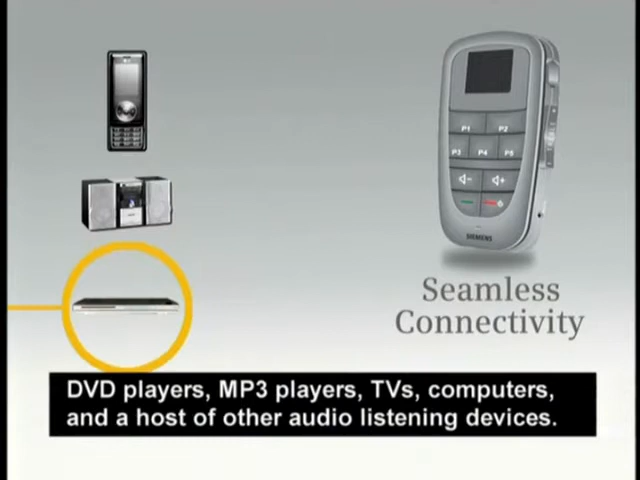 P1 P2
P3 P4 P5
SIEMENS
Seamless
Connectivity
DVD players, MP3 players, TVs, computers,
and a host of other audio listening devices.